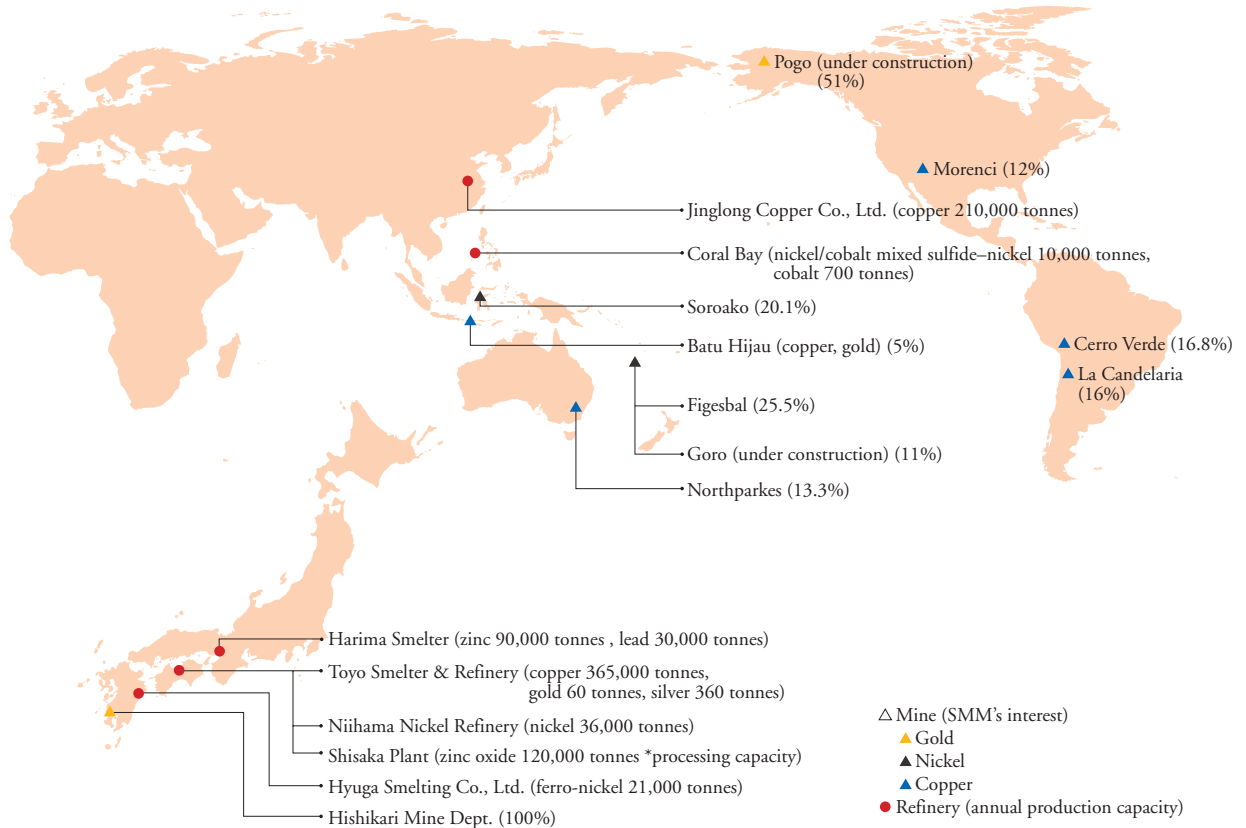 Pogo (under construction)
(51%)
Morenci (12%)
Jinglong Copper Co., Ltd. (copper 210,000 tonnes)
Coral Bay (nickel/cobalt mixed sulfide–nickel 10,000 tonnes,
cobalt 700 tonnes)
Soroako (20.1%)
Batu Hijau (copper, gold) (5%)
Cerro Verde (16.8%)
La Candelaria
(16%)
Figesbal (25.5%)
Goro (under construction) (11%)
Northparkes (13.3%)
Harima Smelter (zinc 90,000 tonnes , lead 30,000 tonnes)
Toyo Smelter & Refinery (copper 365,000 tonnes,
gold 60 tonnes, silver 360 tonnes)
Niihama Nickel Refinery (nickel 36,000 tonnes)
Shisaka Plant (zinc oxide 120,000 tonnes *processing capacity)
Hyuga Smelting Co., Ltd. (ferro-nickel 21,000 tonnes)
Hishikari Mine Dept. (100%)
Mine (SMM's interest)
Gold
Nickel
Copper
Refinery (annual production capacity)